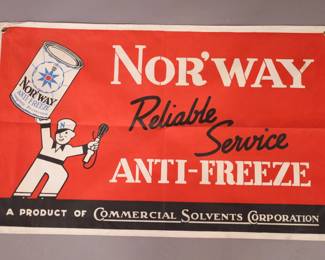 NOR'WAY
ANTI-FREEZE
NOR'WAY
Reliable
Service
ANTI-FREEZE
A PRODUCT OF COMMERCIAL SOLVENTS CORPORATION